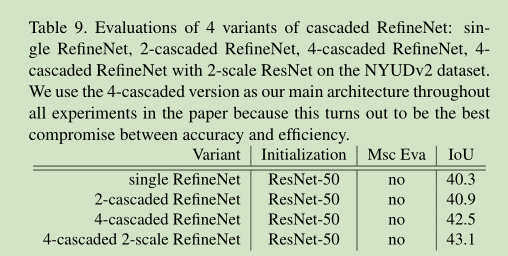 Table 9. Evaluations of 4 variants of cascaded RefineNet: sin-
gle RefineNet, 2-cascaded RefineNet, 4-cascaded RefineNet, 4-
cascaded RefineNet with 2-scale ResNet on the NYUDv2 dataset.
We use the 4-cascaded version as our main architecture throughout
all experiments in the paper because this turns out to be the best
compromise between accuracy and efficiency.
Variant Initialization Msc Eva IoU
single RefineNet ResNet-50 no 40.3
2-cascaded RefineNet ResNet-50 no 40.9
4-cascaded RefineNet ResNet-50 no 42.5
4-cascaded 2-scale RefineNet ResNet-50 no 43.1